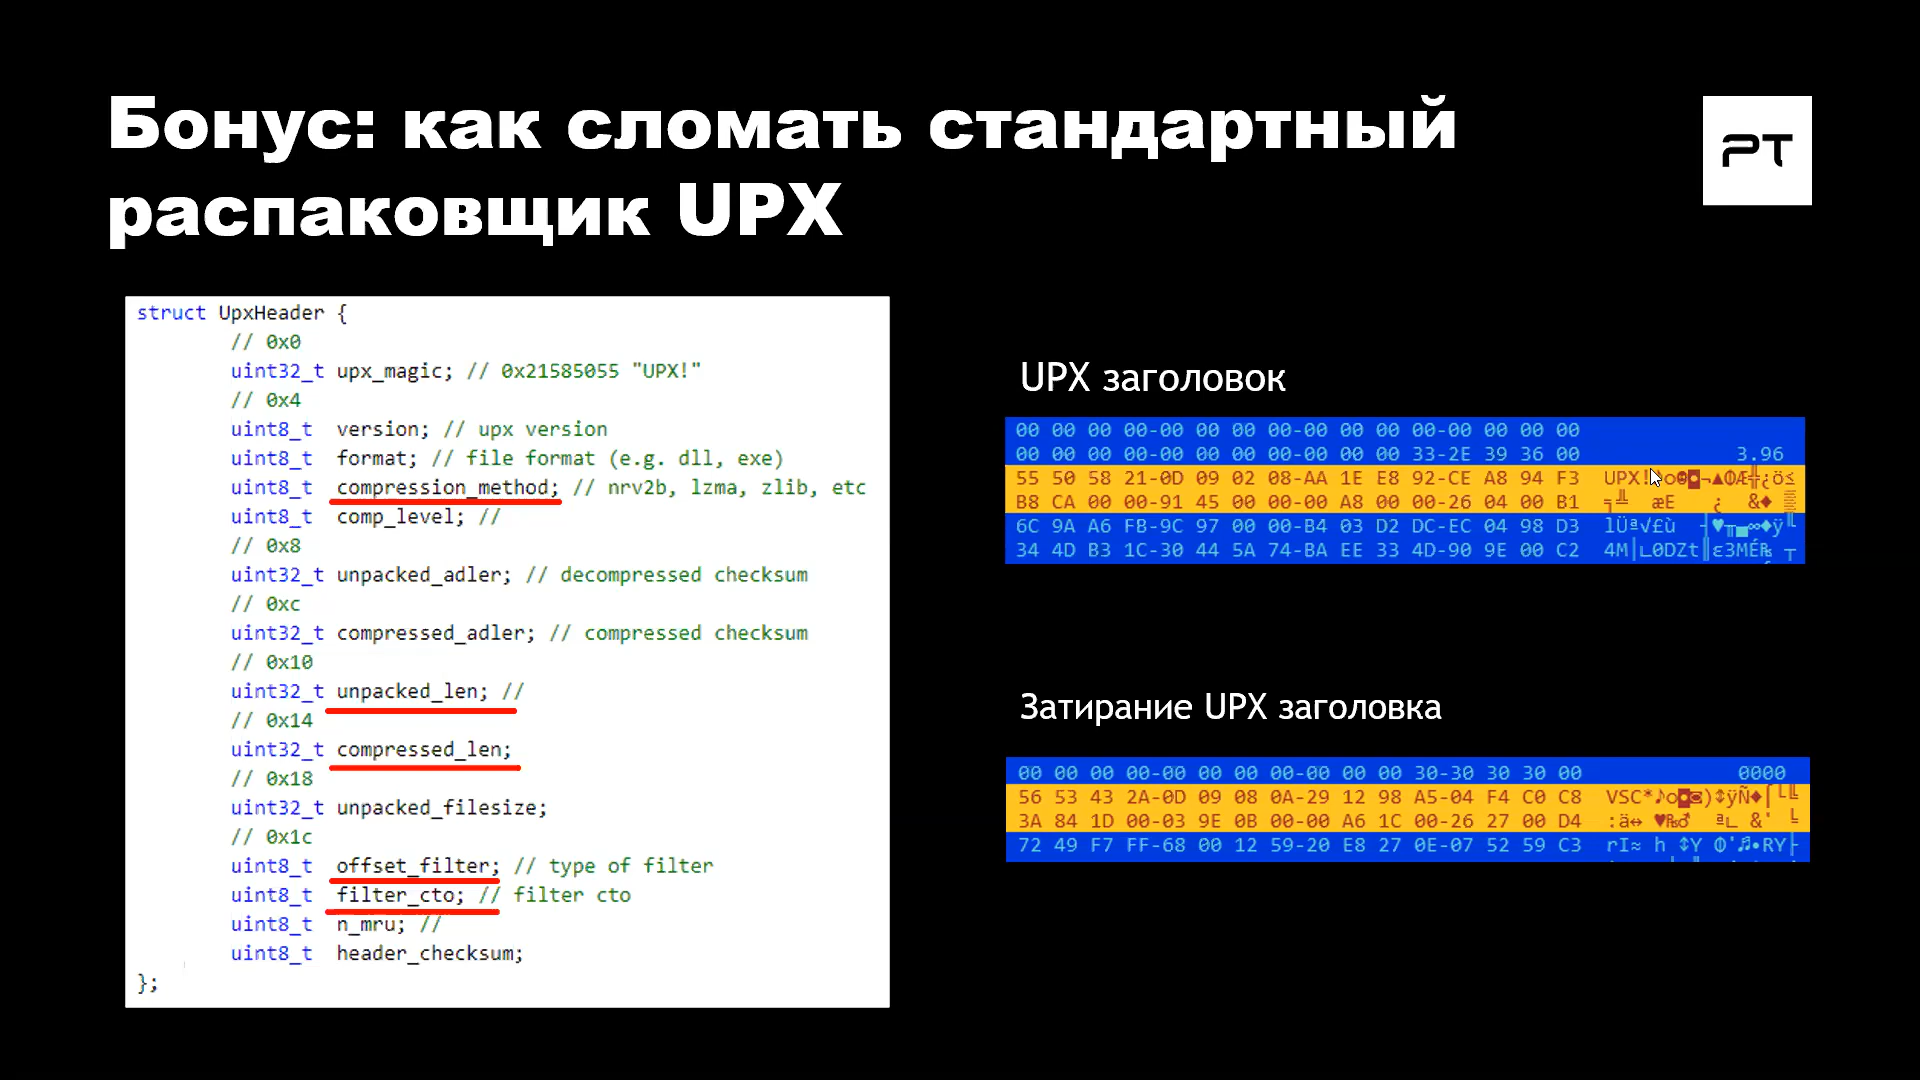 Бонус: как сломать стандартный
распаковщик UPX
PT
struct UpxHeader {
// 0x0
uint32_t upx_magic; // 0x21585055 "UPX!"
// 0x4
uint8_t version; // upx version
uint8_t format; // file format (e.g. dll, exe)
uint8_t compression_method; // nrv2b, lzma, zlib, etc
uint8_t comp_level; //
// 0x8
uint32_t unpacked_adler; // decompressed checksum
// 0xc
uint32_t compressed_adler; // compressed checksum
// 0x10
uint32_t unpacked_len; //
// 0x14
uint32_t compressed_len;
// 0x18
uint32_t unpacked_filesize;
// 0x1c
uint8_t offset_filter; // type of filter
uint8_t filter_cto; // filter cto
uint8_t n_mru; //
uint8_t header_checksum;
};
UPX заголовок
00 00 00 00-00 00 00 00-00 00 00 00-00 00 00 00
00 00 00 00-00 00 00 00-00 00 00 33-2E 39 36 00 3.96
55 50 58 21-0D 09 02 08-AA 1E E8 92-CE A8 94 F3 UPX!
B8 CA 00 00-91 45 00 00-00 A8 00 00-26 04 00 B1
6C 9A A6 FB-9C 97 00 00-B4 03 D2 DC-EC 04 98 D3
34 4D B3 1C-30 44 5A 74-BA EE 33 4D-90 9E 00 C2
Затирание UPX заголовка
00 00 00 00-00 00 00 00-00 00 00 30-30 30 30 00 0000
56 53 43 2A-0D 09 08 0A-29 12 98 A5-04 F4 C0 C8 VSC*
3A 84 1D 00-03 9E 0B 00-00 A6 1C 00-26 27 00 D4
72 49 F7 FF-68 00 12 59-20 E8 27 0E-07 52 59 C3